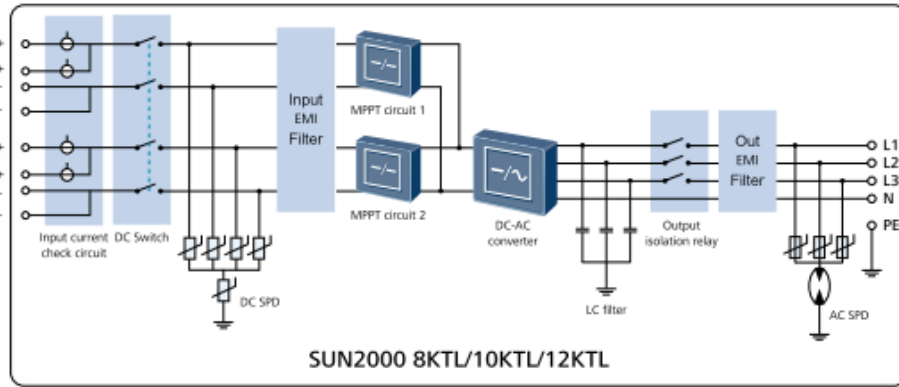 +
+
-
-
+
+
-
-
Input current
check circuit
DC Switch
Input
EMI
Filter
MPPT circuit 1
MPPT circuit 2
DC-AC
converter
Output
isolation relay
Out
EMI
Filter
L1
L2
L3
N
PE
DC SPD
LC filter
AC SPD
SUN2000 8KTL/10KTL/12KTL